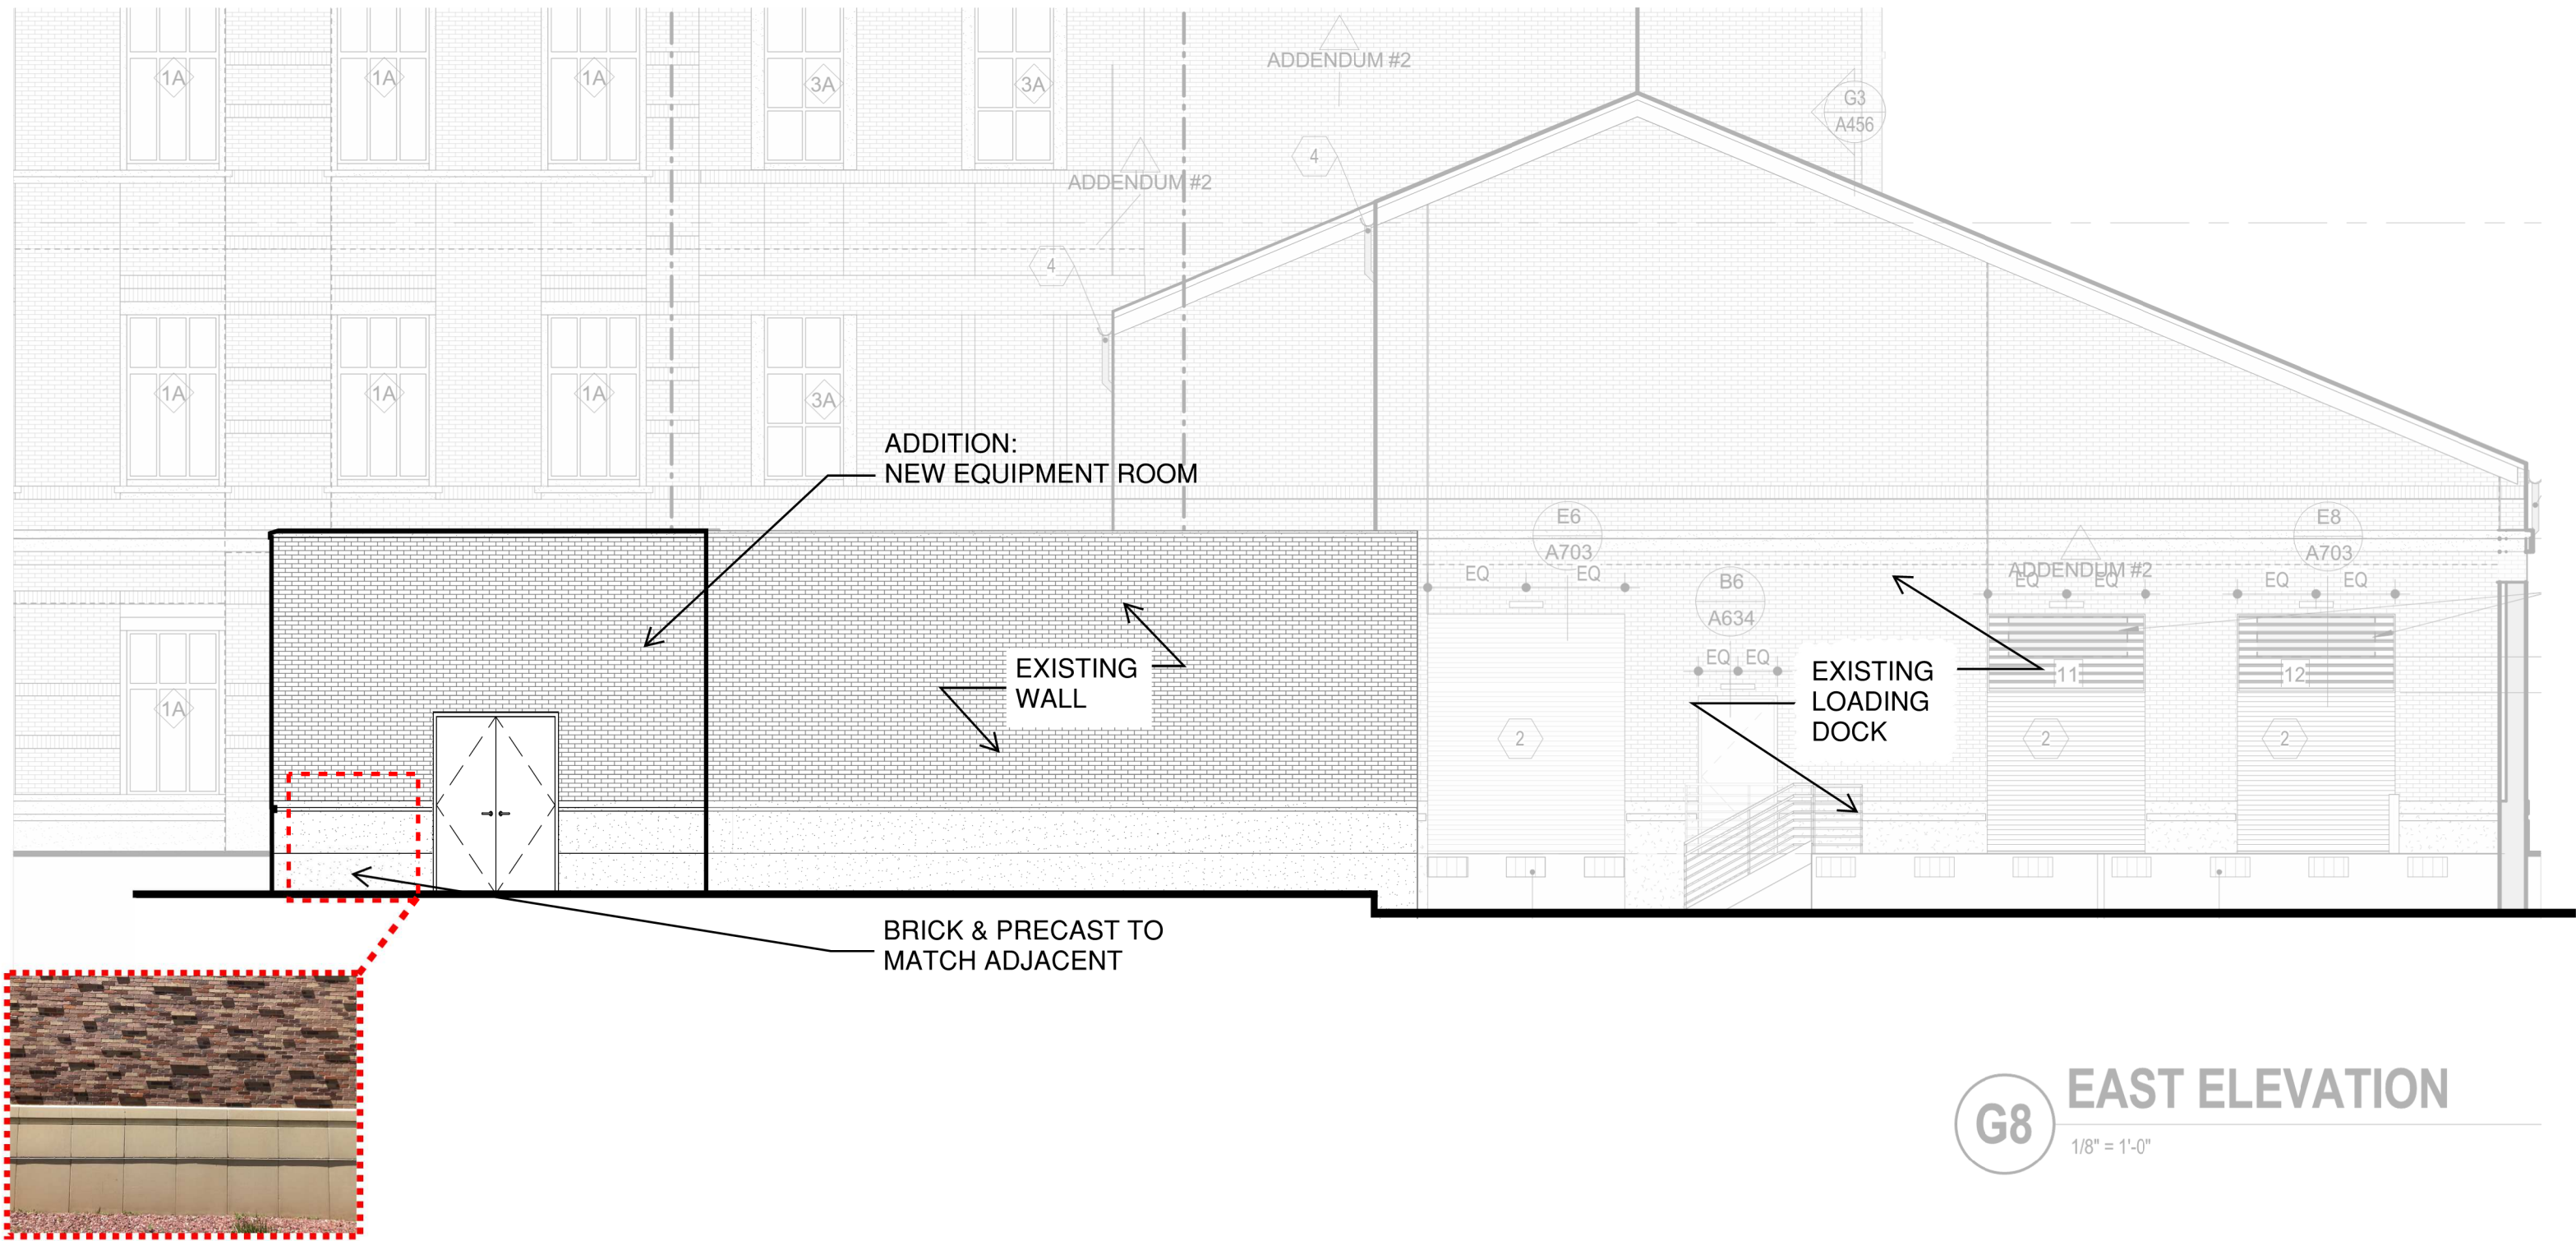 ADDENDUM #2
1A
1A
1A
3A
3A
G3
A456
4
ADDENDUM #2
4
1A
1A
1A
3A
ADDITION:
NEW EQUIPMENT ROOM
E6
A703
E8
A703
EQ
EQ
B6
A634
ADDENDUM #2
EQ
EQ
EQ
EQ
EQ
EQ
EXISTING
WALL
EXISTING
LOADING
DOCK
11
12
1A
2
2
2
BRICK & PRECAST TO
MATCH ADJACENT
G8
EAST ELEVATION
1/8" = 1'-0"